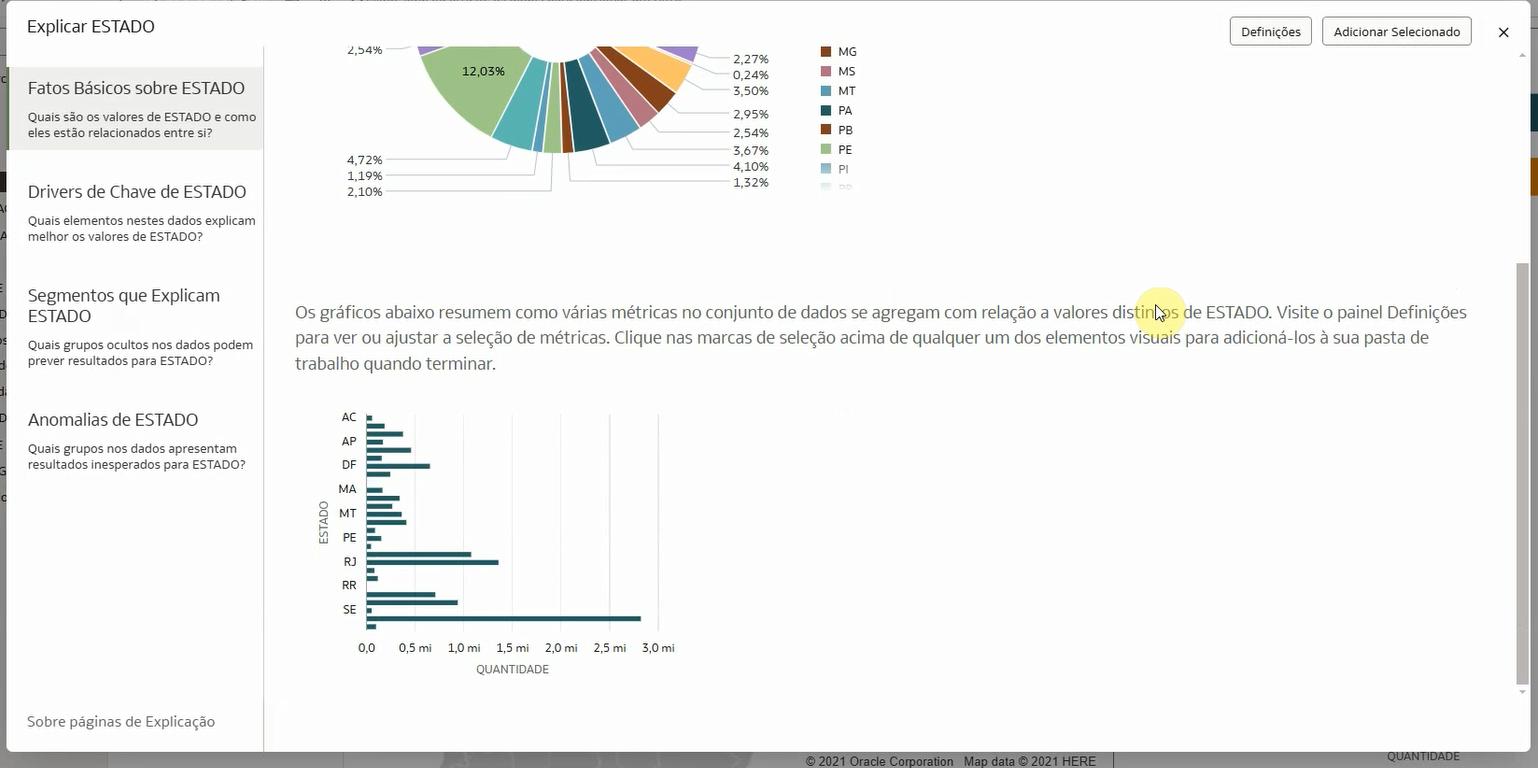 Explicar ESTADO
Definições
Adicionar Selecionado
Fatos Básicos sobre ESTADO
Quais são os valores de ESTADO e como
eles estão relacionados entre si?
Drivers de Chave de ESTADO
Quais elementos nestes dados explicam
melhor os valores de ESTADO?
Segmentos que Explicam
ESTADO
Quais grupos ocultos nos dados podem
prever resultados para ESTADO?
Anomalias de ESTADO
Quais grupos nos dados apresentam
resultados inesperados para ESTADO?
Sobre páginas de Explicação
2,54%
12,03%
4,72%
1,19%
2,10%
2,27%
0,24%
3,50%
2,95%
2,54%
3,67%
4,10%
1,32%
MG
MS
MT
PA
PB
PE
PI
Os gráficos abaixo resumem como várias métricas no conjunto de dados se agregam com relação a valores distintos de ESTADO. Visite o painel Definições
para ver ou ajustar a seleção de métricas. Clique nas marcas de seleção acima de qualquer um dos elementos visuais para adicioná-los à sua pasta de
trabalho quando terminar.
AC
AP
DF
MA
MT
PE
RJ
RR
SE
ESTADO
0,0 0,5 mi 1,0 mi 1,5 mi 2,0 mi 2,5 mi 3,0 mi
QUANTIDADE
© 2021 Oracle Corporation Map data © 2021 HERE
QUANTIDADE